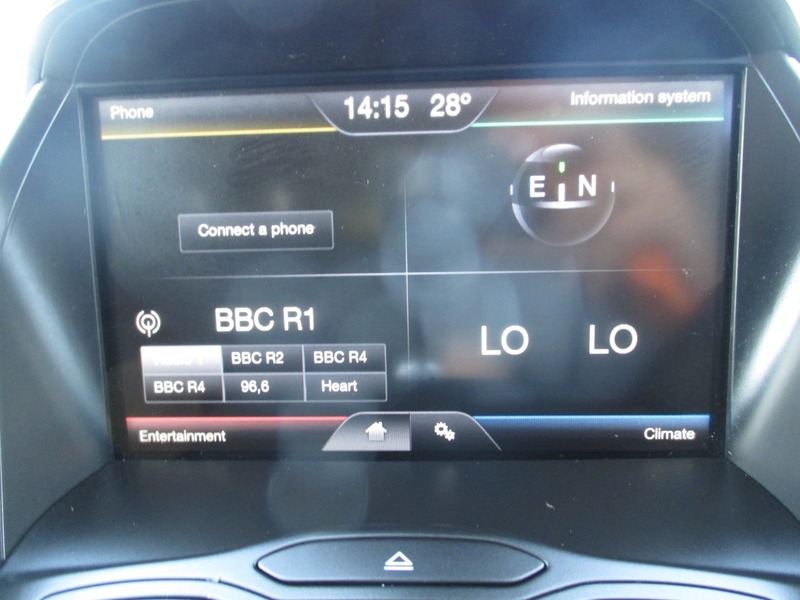 Phone 14:15 28° Information system
E N
Connect a phone
BBC R1
LO LO
BBC R2 BBC R4
BBC R4 96,6 Heart
Entertainment Climate